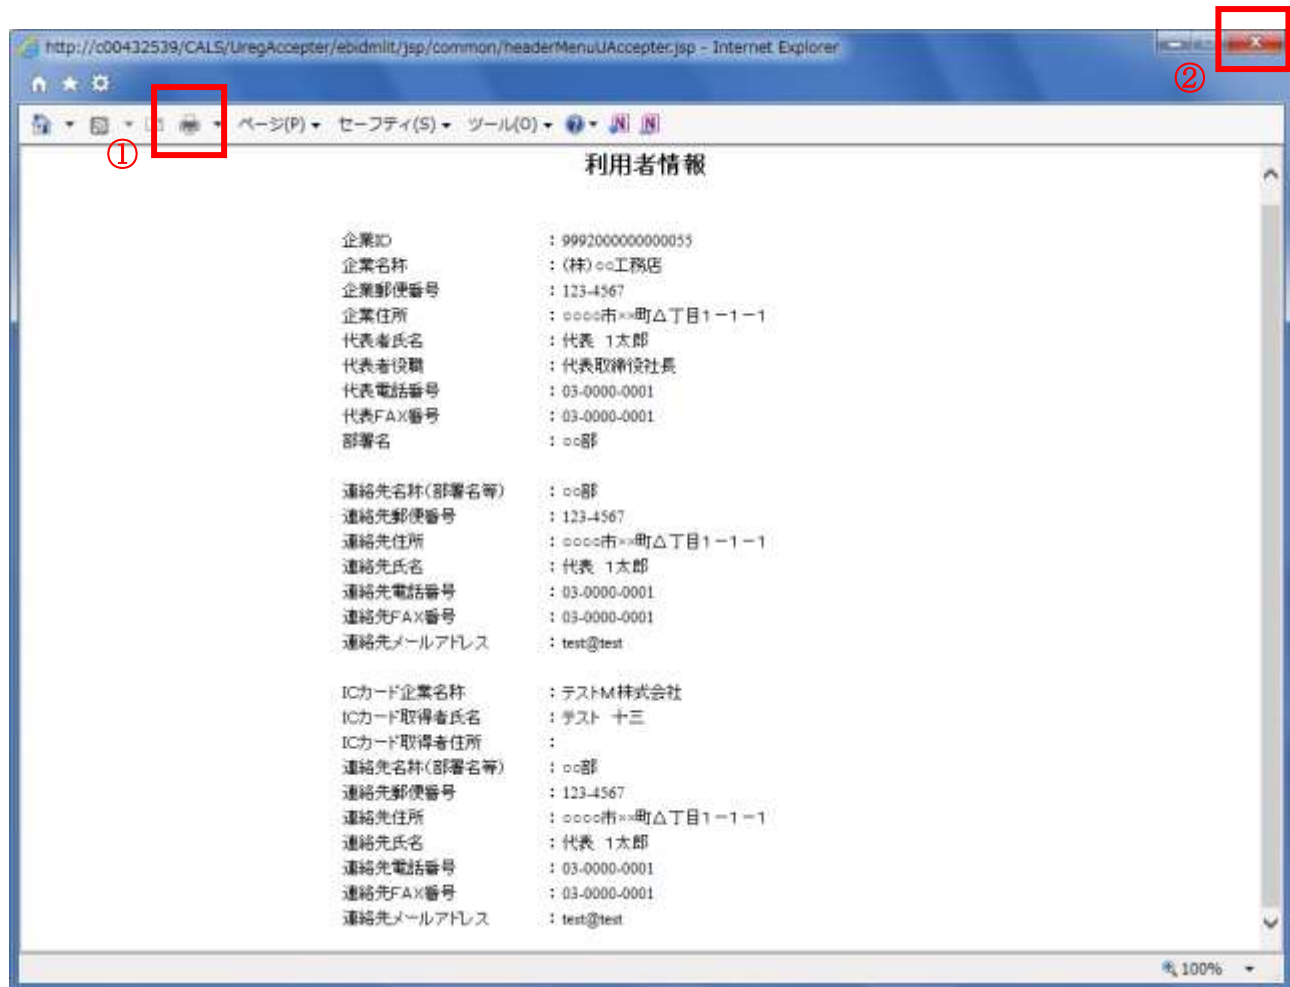 http://c00432539/CALS/UregAccepter/ebidmlit/jsp/common/headerMenuUAccepter.jsp - Internet Explorer
②
ページ(P) セーフティ(S) ツール(O)
①
利用者情報
企業ID : 9992000000000055
企業名称 : (株)○○工務店
企業郵便番号 : 123-4567
企業住所 : ○○○○市××町△丁目1-1-1
代表者氏名 : 代表 1太郎
代表者役職 : 代表取締役社長
代表電話番号 : 03-0000-0001
代表FAX番号 : 03-0000-0001
部署名 : ○○部
連絡先名称(部署名等) : ○○部
連絡先郵便番号 : 123-4567
連絡先住所 : ○○○○市××町△丁目1-1-1
連絡先氏名 : 代表 1太郎
連絡先電話番号 : 03-0000-0001
連絡先FAX番号 : 03-0000-0001
連絡先メールアドレス : test@test
ICカード企業名称 : テストM株式会社
ICカード取得者氏名 : テスト 十三
ICカード取得者住所 :
連絡先名称(部署名等) : ○○部
連絡先郵便番号 : 123-4567
連絡先住所 : ○○○○市××町△丁目1-1-1
連絡先氏名 : 代表 1太郎
連絡先電話番号 : 03-0000-0001
連絡先FAX番号 : 03-0000-0001
連絡先メールアドレス : test@test
100%